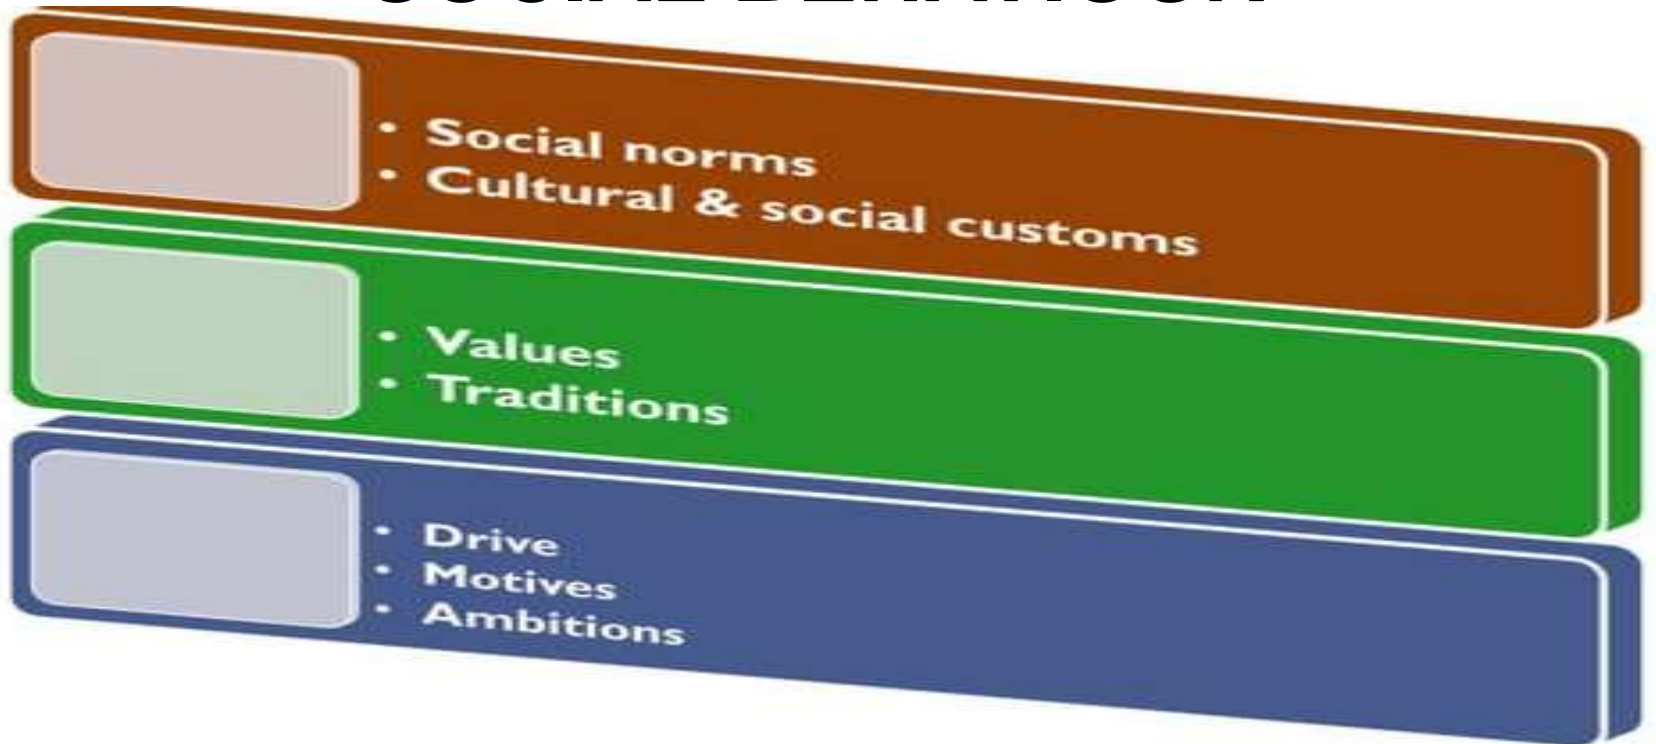 • Social norms
• Cultural & social customs
• Values
• Traditions
• Drive
• Motives
• Ambitions